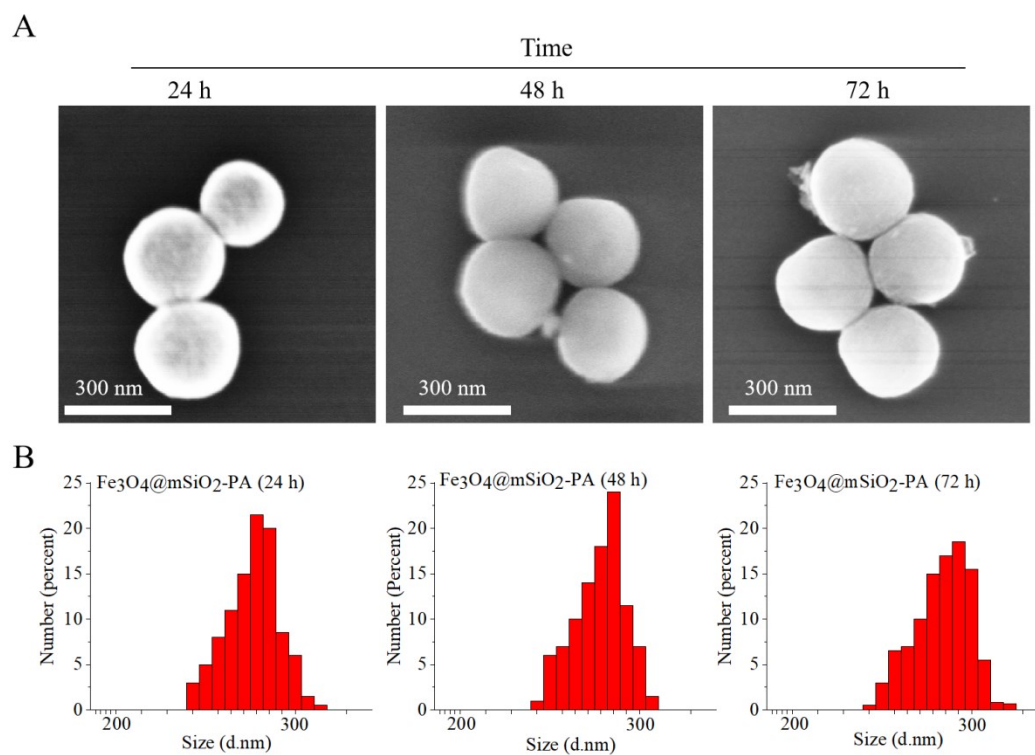 A
Time
24 h
48 h
72 h
300 nm
300 nm
300 nm
B
Fe₃O₄@mSiO₂-PA (24 h)
25
20
15
10
5
0
200
300
Number (percent)
Size (d.nm)
Fe₃O₄@mSiO₂-PA (48 h)
25
20
15
10
5
0
200
300
Number (Percent)
Size (d.nm)
Fe₃O₄@mSiO₂-PA (72 h)
25
20
15
10
5
0
200
300
Number (percent)
Size (d.nm)